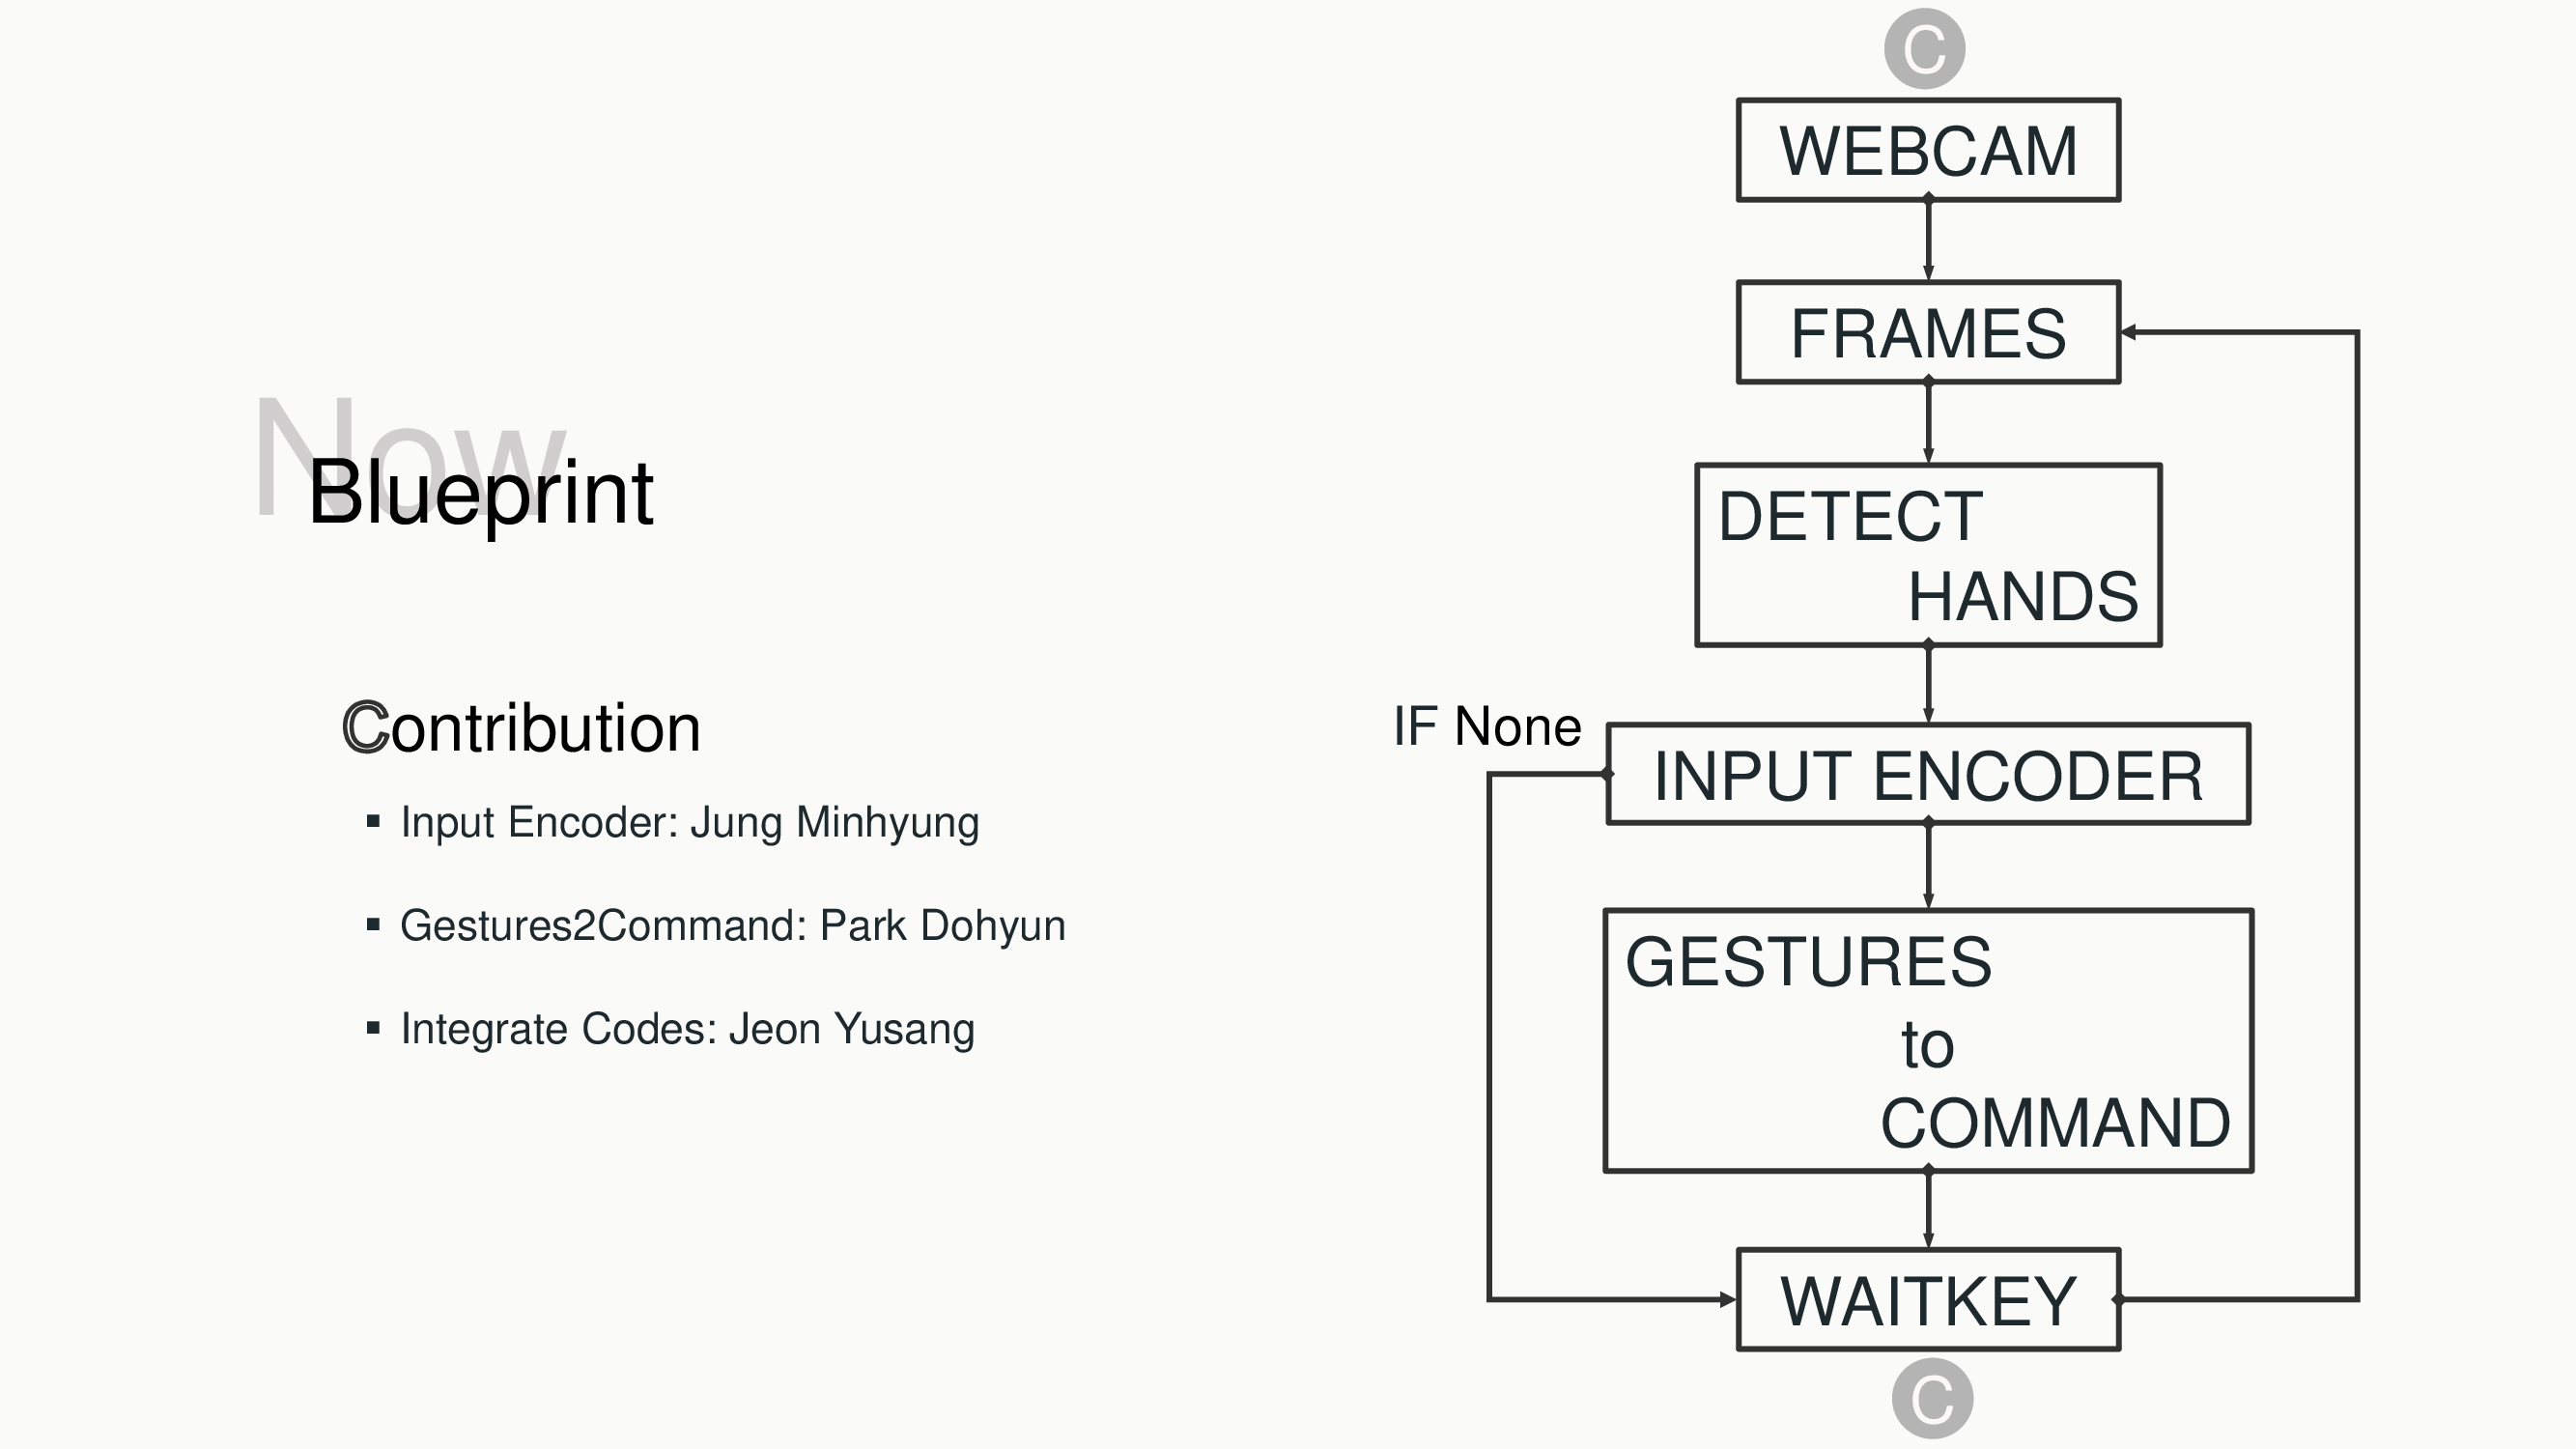 Now
Blueprint
Contribution
Input Encoder: Jung Minhyung
Gestures2Command: Park Dohyun
Integrate Codes: Jeon Yusang
C
WEBCAM
FRAMES
DETECT
HANDS
IF None
INPUT ENCODER
GESTURES
to
COMMAND
WAITKEY
C